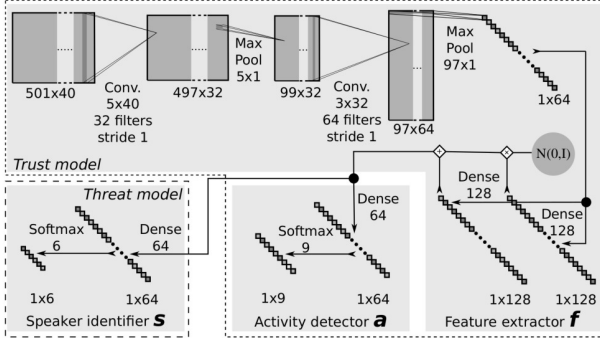 501x40
Conv.
5x40
32 filters
stride 1
497x32
Max
Pool
5x1
99x32
Conv.
3x32
64 filters
stride 1
97x64
Max
Pool
97x1
1x64
Trust model
N(0,I)
+
x
Threat model
Softmax
6
Dense
64
1x6
1x64
Speaker identifier s
Dense
64
Softmax
9
1x9
1x64
Activity detector a
Dense
128
Dense
128
1x128
1x128
Feature extractor f